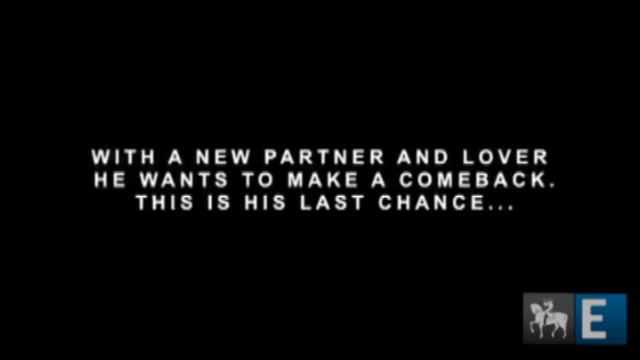 WITH A NEW PARTNER AND LOVER
HE WANTS TO MAKE A COMEBACK.
THIS IS HIS LAST CHANCE...
E